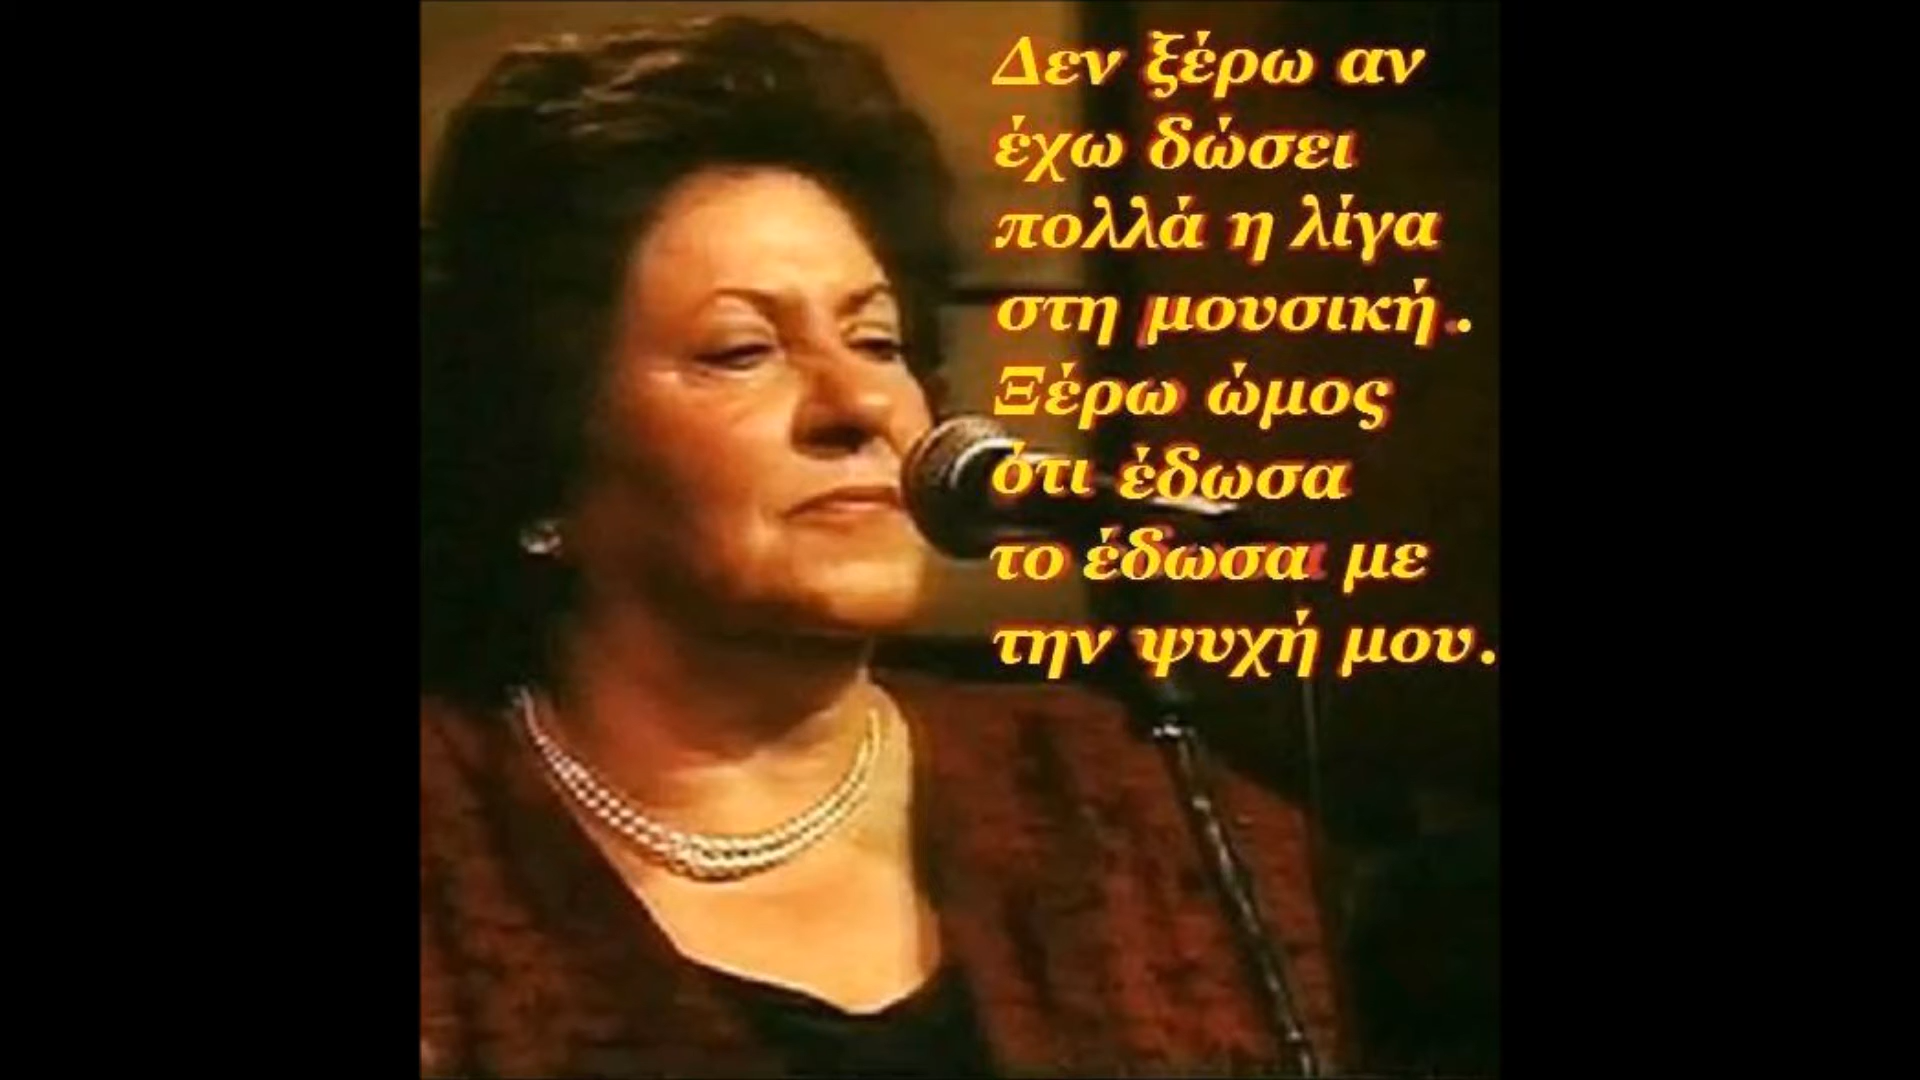 Δεν ξέρω αν
έχω δώσει
πολλά η λίγα
στη μουσική .
Ξέρω ώμος
ότι έδωσα
το έδωσα με
την ψυχή μου.